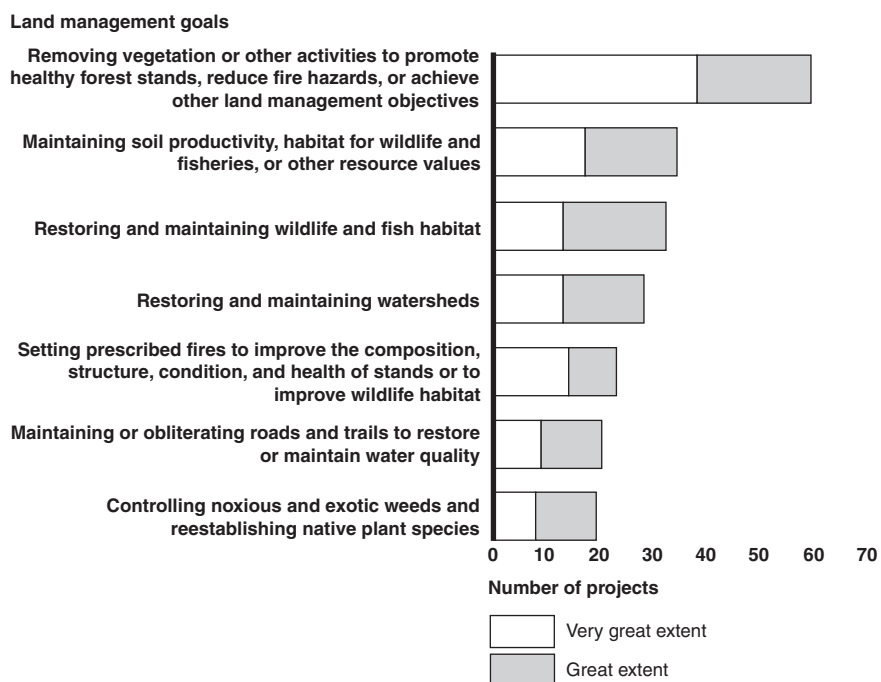 Land management goals
Removing vegetation or other activities to promote
healthy forest stands, reduce fire hazards, or achieve
other land management objectives
Maintaining soil productivity, habitat for wildlife and
fisheries, or other resource values
Restoring and maintaining wildlife and fish habitat
Restoring and maintaining watersheds
Setting prescribed fires to improve the composition,
structure, condition, and health of stands or to
improve wildlife habitat
Maintaining or obliterating roads and trails to restore
or maintain water quality
Controlling noxious and exotic weeds and
reestablishing native plant species
0 10 20 30 40 50 60 70
Number of projects
Very great extent
Great extent